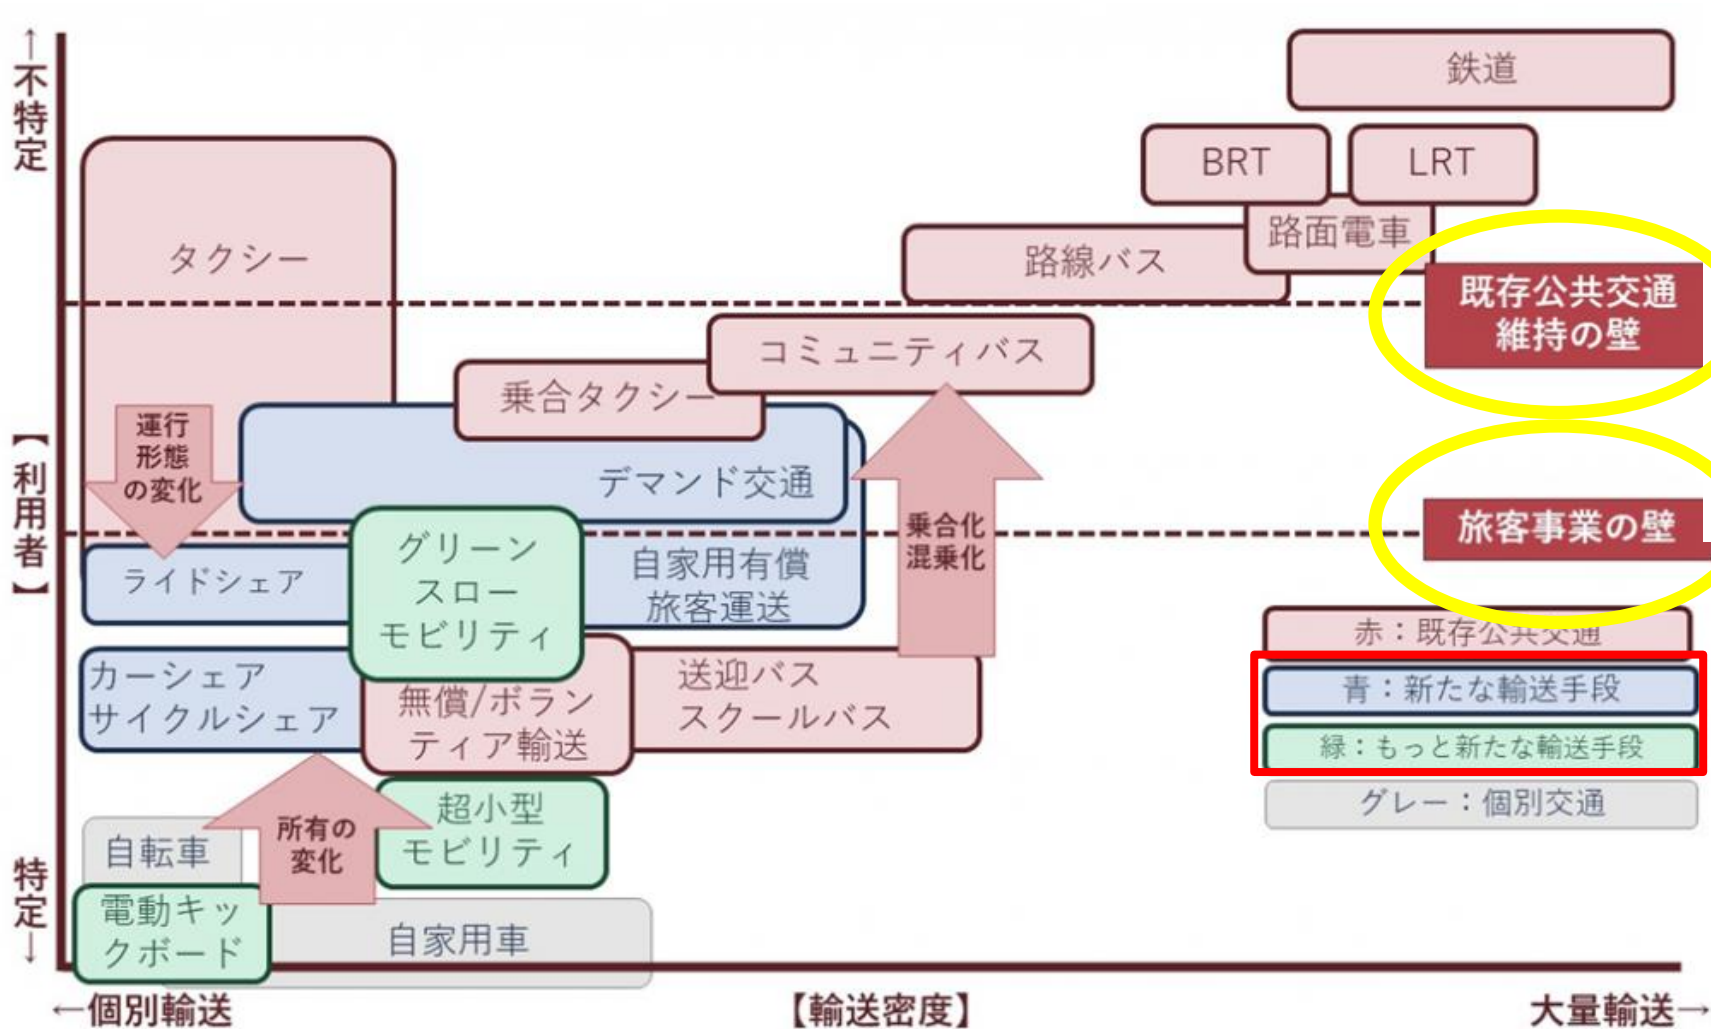 ↑不特定
鉄道
BRT
LRT
路面電車
タクシー
路線バス
既存公共交通
維持の壁
コミュニティバス
乗合タクシー
運行
形態
の変化
【利用者】
デマンド交通
乗合化
混乗化
旅客事業の壁
グリーン
スロー
モビリティ
ライドシェア
自家用有償
旅客運送
赤:既存公共交通
カーシェア
サイクルシェア
無償/ボラン
ティア輸送
送迎バス
スクールバス
青:新たな輸送手段
緑:もっと新たな輸送手段
グレー:個別交通
超小型
モビリティ
所有の
変化
自転車
特定↓
電動キッ
クボード
自家用車
←個別輸送
【輸送密度】
大量輸送→